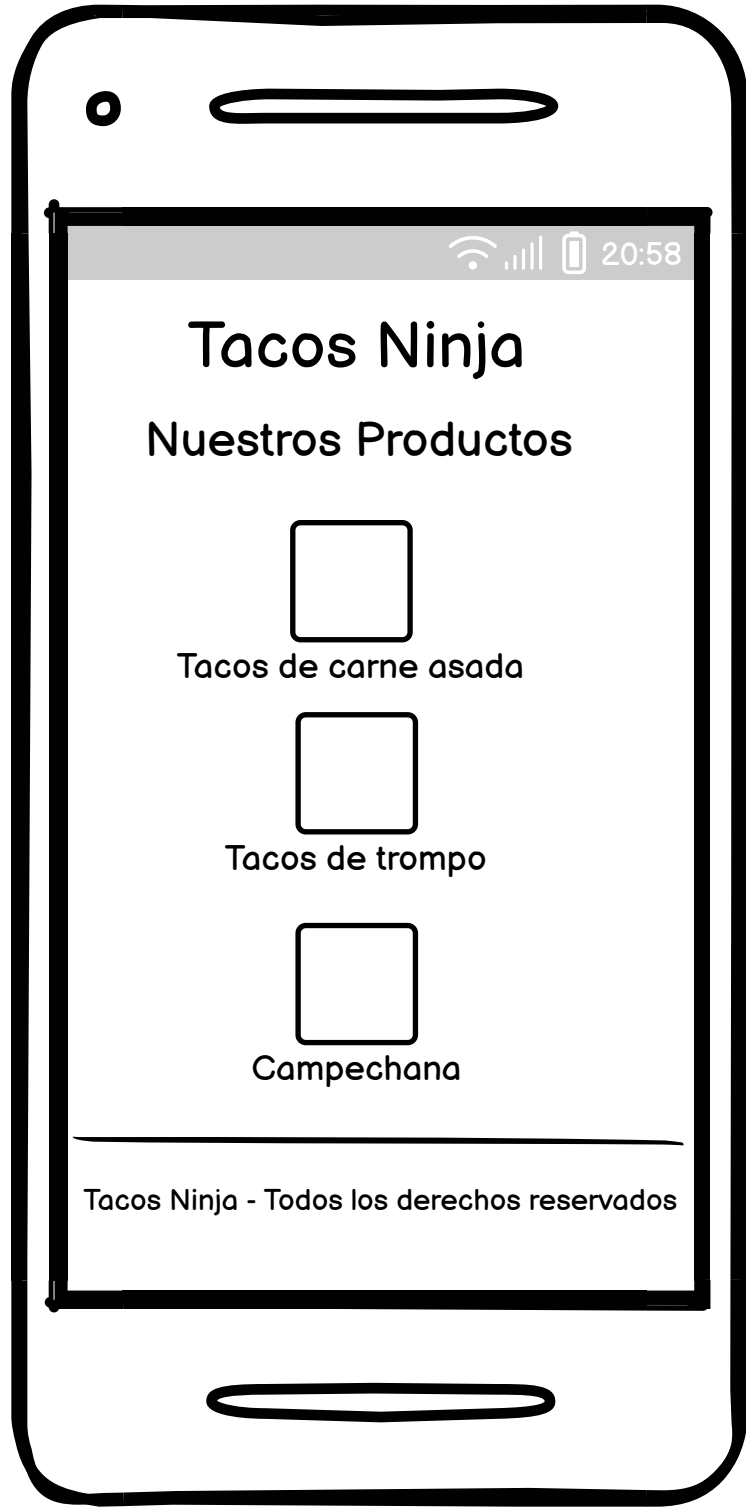 20:58
Tacos Ninja
Nuestros Productos
Tacos de carne asada
Tacos de trompo
Campechana
Tacos Ninja - Todos los derechos reservados